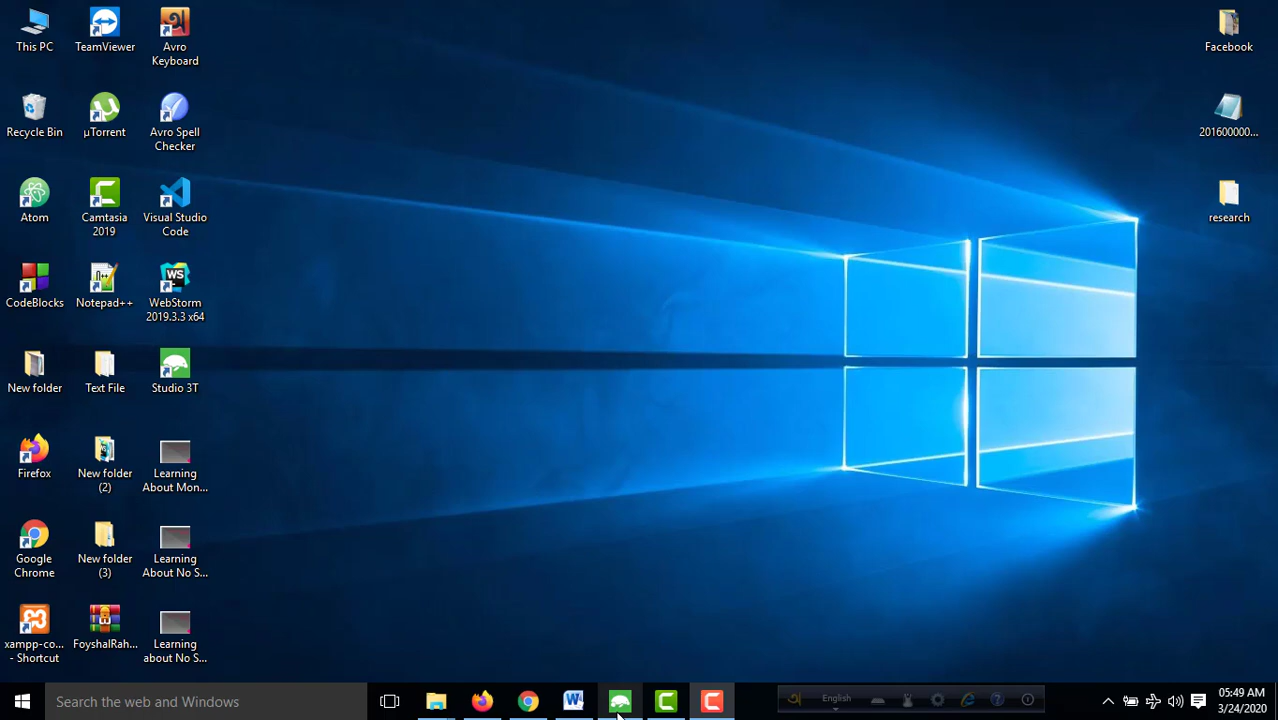 This PC
TeamViewer
Avro
Keyboard
Facebook
Recycle Bin
µTorrent
Avro Spell
Checker
201600000...
Atom
Camtasia
2019
Visual Studio
Code
research
CodeBlocks
Notepad++
WebStorm
2019.3.3 x64
New folder
Text File
Studio 3T
Firefox
New folder
(2)
Learning
About Mon...
Google
Chrome
New folder
(3)
Learning
About No S...
xampp-co...
- Shortcut
FoyshalRah...
Learning
about No S...
Search the web and Windows
English
05:49 AM
3/24/2020